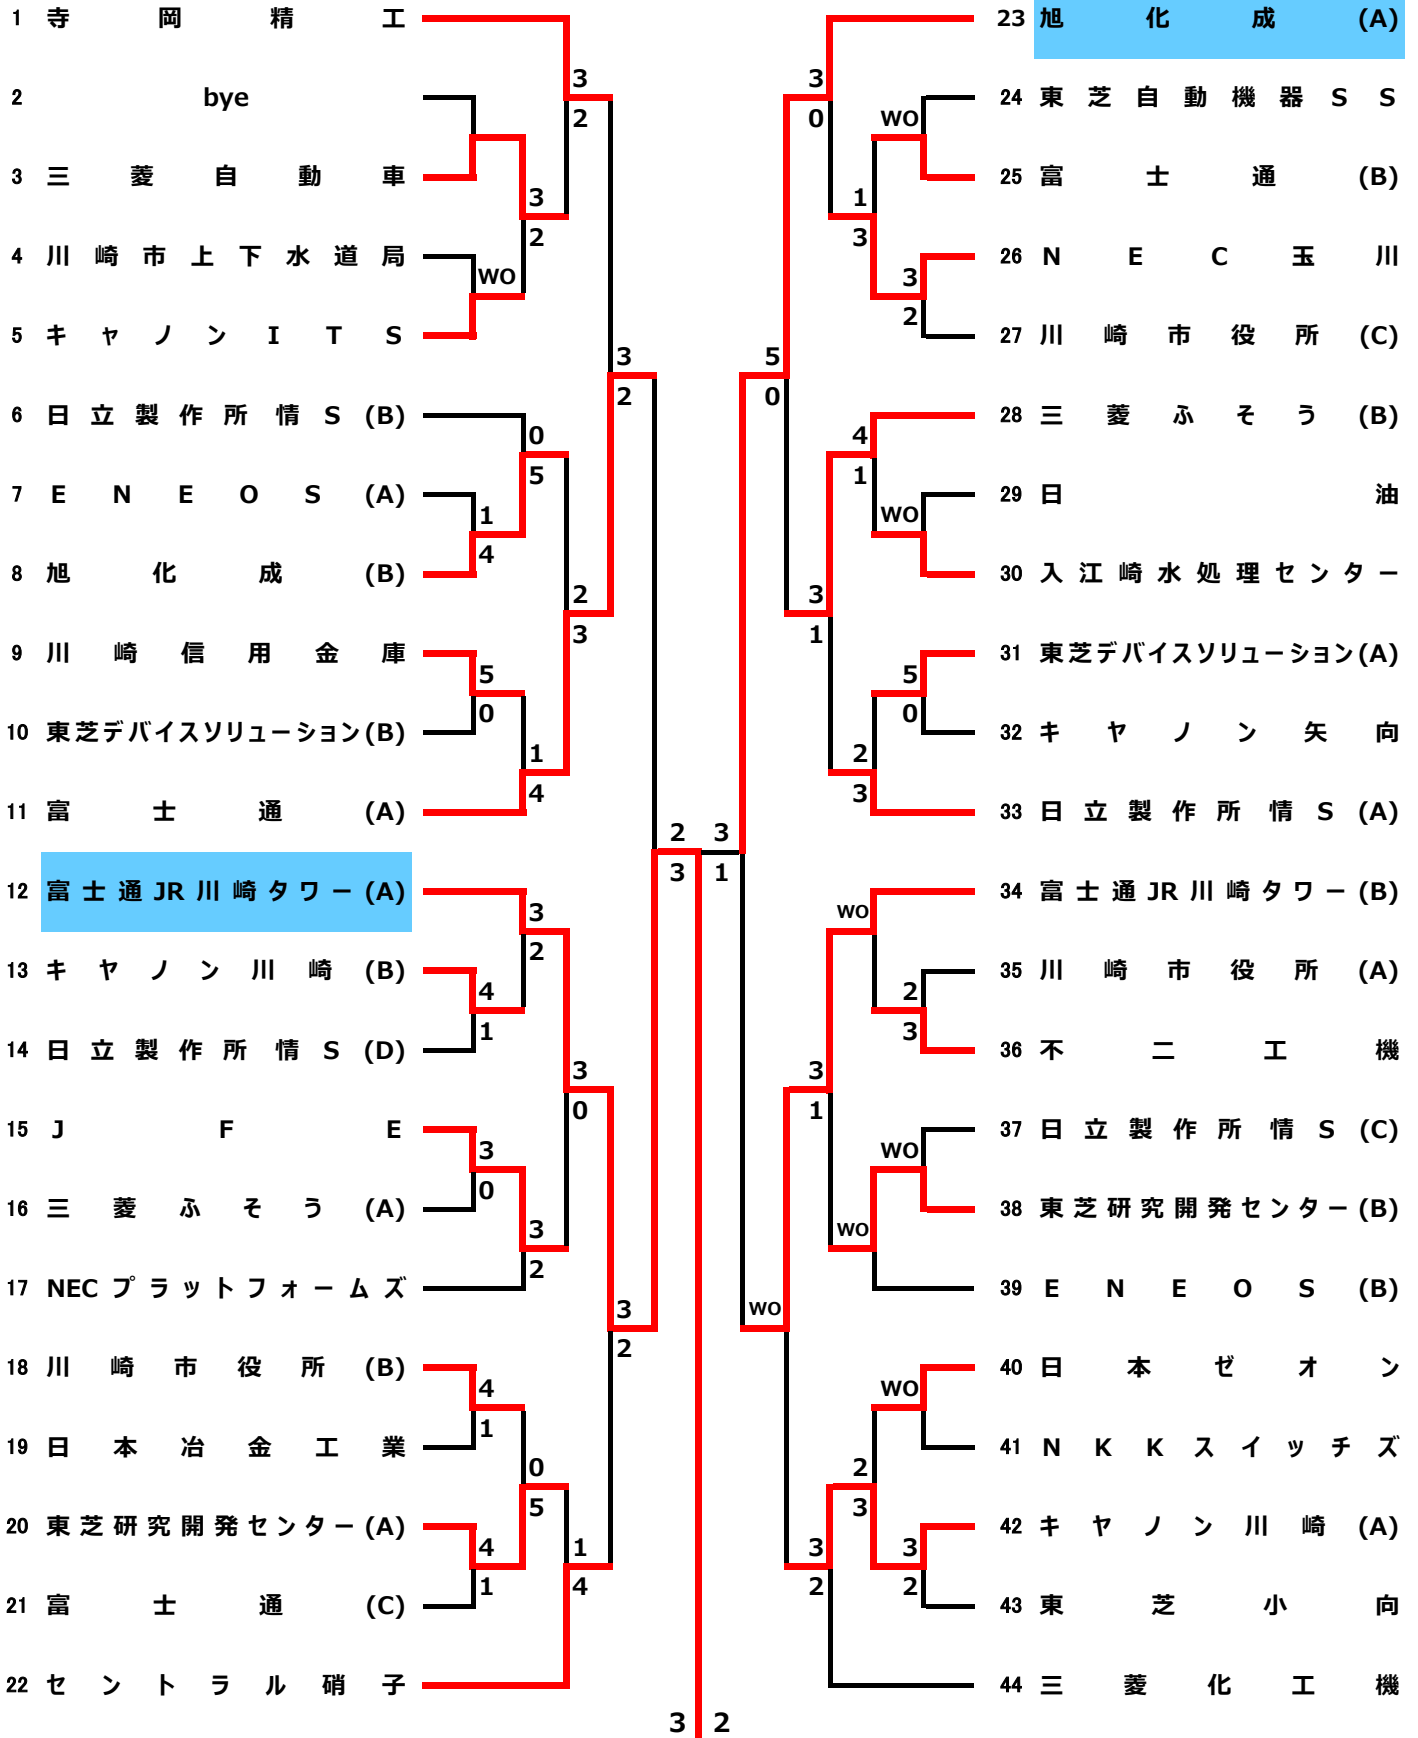 1 寺岡精工
3
2
2 bye
3 三菱自動車
3
2
4 川崎市上下水道局
WO
5 キャノンITS
3
2
6 日立製作所情S(B)
0
5
7 ENEOS(A)
1
4
8 旭化成(B)
2
3
9 川崎信用金庫
5
0
10 東芝デバイスソリューション(B)
1
4
11 富士通(A)
2
3
12 富士通JR川崎タワー(A)
3
2
13 キヤノン川崎(B)
4
1
14 日立製作所情S(D)
3
0
15 JFE
3
0
16 三菱ふそう(A)
3
2
17 NECプラットフォームズ
3
2
18 川崎市役所(B)
4
1
19 日本冶金工業
0
5
20 東芝研究開発センター(A)
4
1
1
4
21 富士通(C)
22 セントラル硝子
23 旭化成(A)
3
0
24 東芝自動機器SS
WO
25 富士通(B)
1
3
26 NEC玉川
3
2
27 川崎市役所(C)
5
0
28 三菱ふそう(B)
4
1
29 日油
WO
30 入江崎水処理センター
3
1
31 東芝デバイスソリューション(A)
5
0
32 キヤノン矢向
2
3
33 日立製作所情S(A)
3
1
34 富士通JR川崎タワー(B)
WO
35 川崎市役所(A)
2
3
36 不二工機
3
1
37 日立製作所情S(C)
WO
38 東芝研究開発センター(B)
WO
39 ENEOS(B)
WO
40 日本ゼオン
WO
41 NKKスイッチズ
2
3
42 キヤノン川崎(A)
3
2
3
2
43 東芝小向
44 三菱化工機
3 2